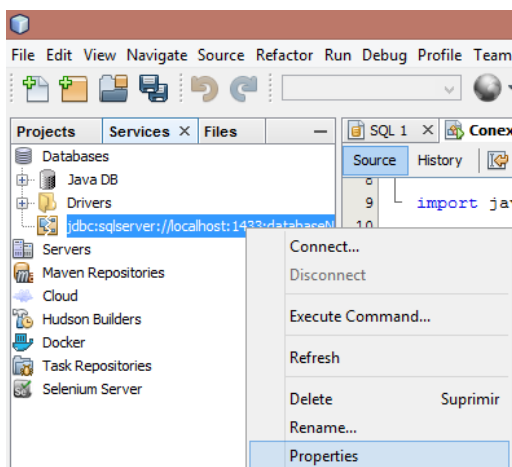 File Edit View Navigate Source Refactor Run Debug Profile Team
Projects Services × Files
SQL 1 × Conex
Databases
Source History
Java DB
8
Drivers
9 import jav
jdbc:sqlserver://localhost:1433;databaseN
10
Servers
Connect...
Maven Repositories
Disconnect
Cloud
Hudson Builders
Execute Command...
Docker
Refresh
Task Repositories
Selenium Server
Delete Suprimir
Rename...
Properties